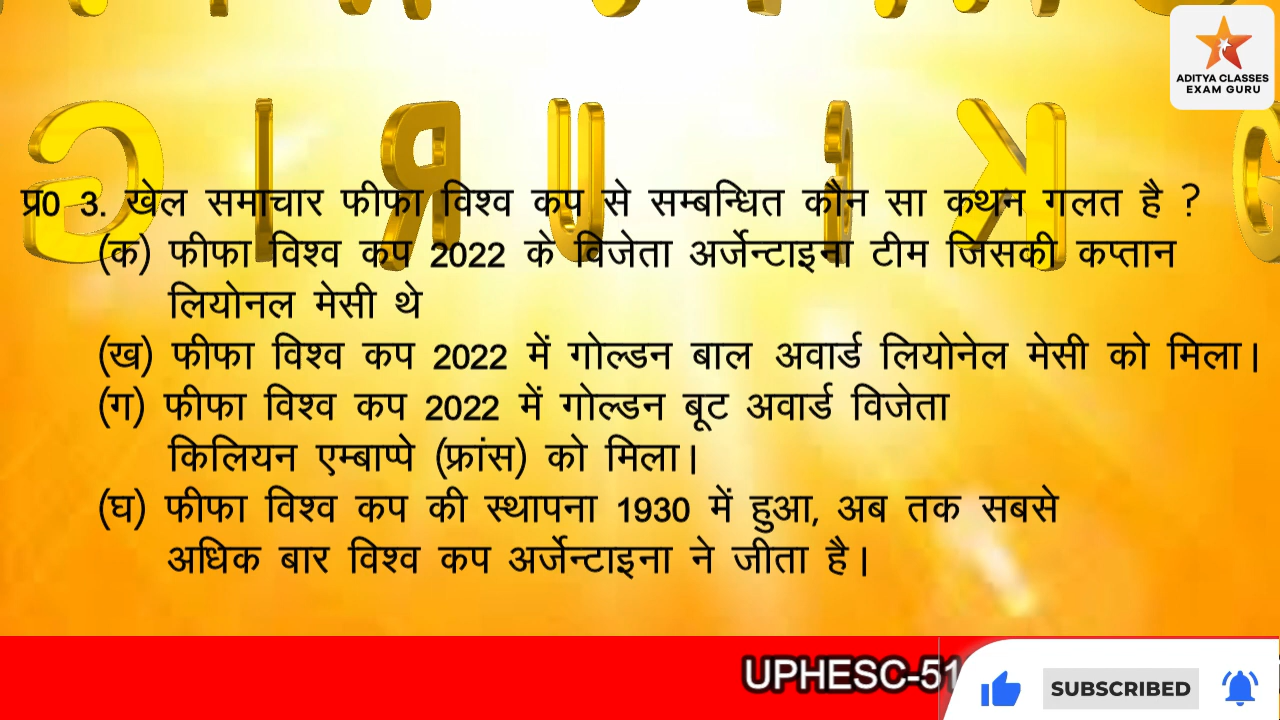 ADITYA CLASSES
EXAM GURU
प्र0 3. खेल समाचार फीफा विश्व कप से सम्बन्धित कौन सा कथन गलत है ?
(क) फीफा विश्व कप 2022 के विजेता अर्जेन्टाइना टीम जिसकी कप्तान
लियोनल मेसी थे
(ख) फीफा विश्व कप 2022 में गोल्डन बाल अवार्ड लियोनेल मेसी को मिला।
(ग) फीफा विश्व कप 2022 में गोल्डन बूट अवार्ड विजेता
किलियन एम्बाप्पे (फ्रांस) को मिला।
(घ) फीफा विश्व कप की स्थापना 1930 में हुआ, अब तक सबसे
अधिक बार विश्व कप अर्जेन्टाइना ने जीता है।
UPHESC-51
SUBSCRIBED